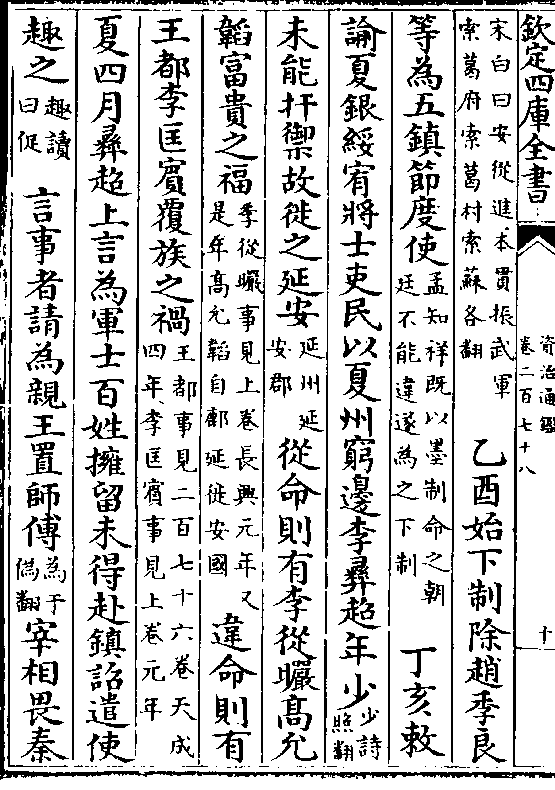 欽定四庫全書
資治通鑑
卷二百七十八
十
宋白曰安從進本貫振武軍
索葛府索葛村索蘇各翻
乙酉始下制除趙季良
等為五鎮節度使
孟知祥既以墨制命之朝
廷不能違遂為之下制
丁亥敕
諭夏銀綏宥將士吏民以夏州窮邊李彛超年少
少詩
照翻
未能扞禦故徙之延安
延州延
安郡
從命則有李從曮高允
韜富貴之福
李從曮事見上卷長興元年又
是年高允韜自鄜延徙安國
違命則有
王都李匡賓覆族之禍
王都事見二百七十六卷天成
四年李匡賓事見上卷元年
夏四月彛超上言為軍士百姓擁留未得赴鎮詔遣使
趣之
趣讀
曰促
言事者請為親王置師傅
為于
偽翻
宰相畏秦